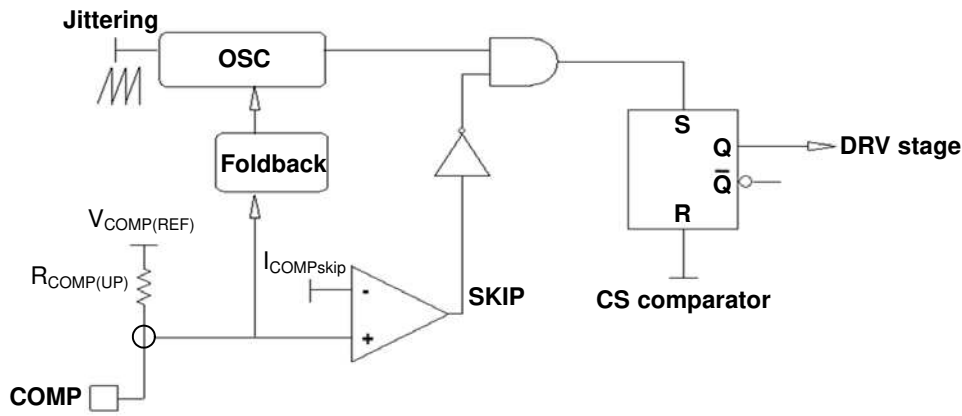 Jittering
OSC
Foldback
V_COMP(REF)
R_COMP(UP)
I_COMPskip
-
+
SKIP
COMP
S
Q
Q̅
R
DRV stage
CS comparator